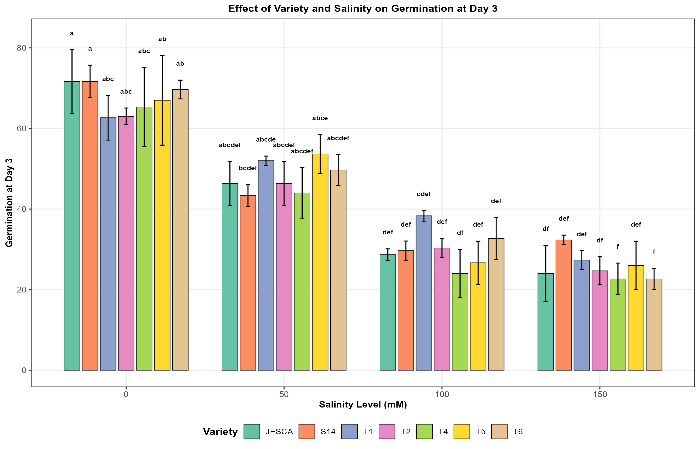 Effect of Variety and Salinity on Germination at Day 3
Germination at Day 3
80
60
40
20
0
a a abc abc abc ab ab
abcdef bcdef abcde abcdef abcdef abce abcdef
def def cdef def df def def
df def def df f def f
0 50 100 150
Salinity Level (mM)
Variety S14 T1 T2 T4 T5 T6